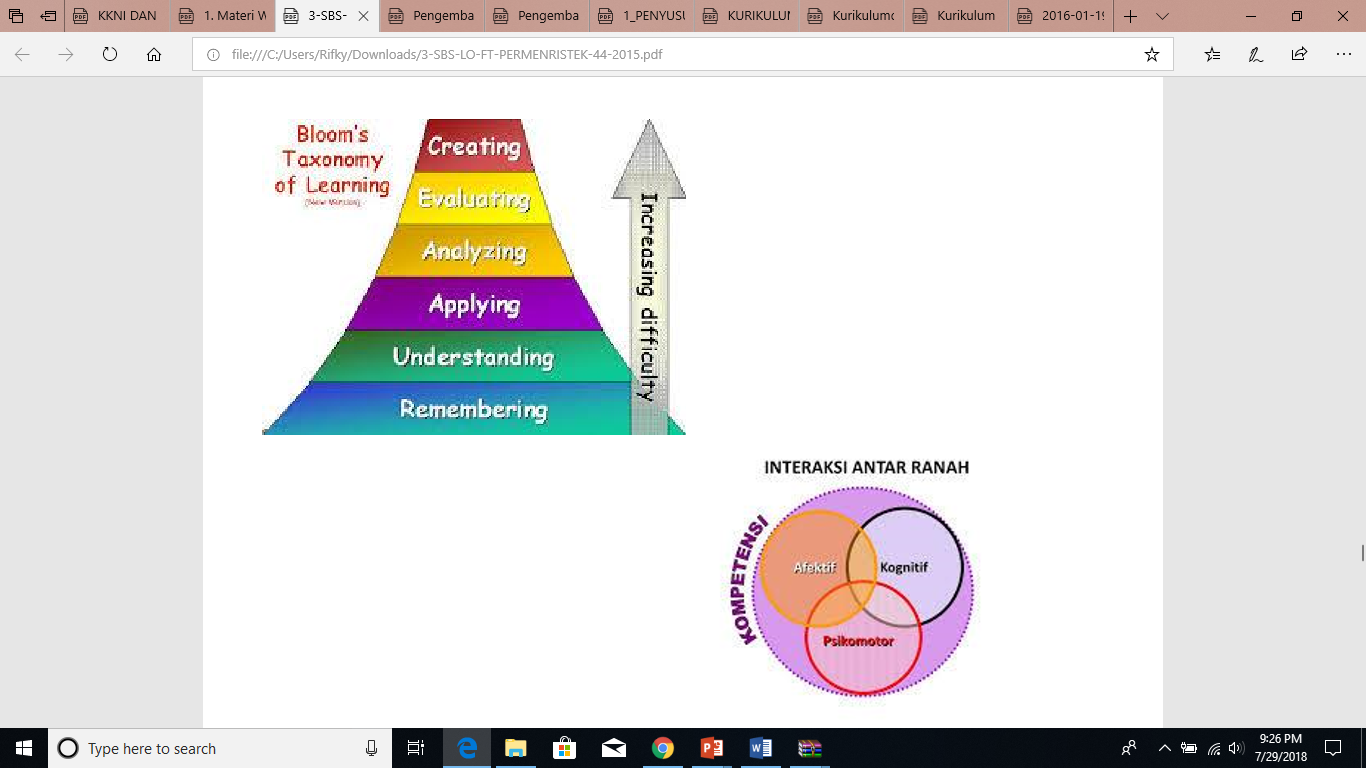 KKNI DAN
1. Materi W
3-SBS-
Pengemba
Pengemba
1_PENYUSU
KURIKULUM
Kurikulumo
Kurikulum
2016-01-19
file:///C:/Users/Rifky/Downloads/3-SBS-LO-FT-PERMENRISTEK-44-2015.pdf
Bloom's
Taxonomy
of Learning
Creating
Evaluating
Analyzing
Applying
Understanding
Remembering
Increasing difficulty
INTERAKSI ANTAR RANAH
KOMPETENSI
Afektif
Kognitif
Psikomotor
Type here to search
9:26 PM
7/29/2018